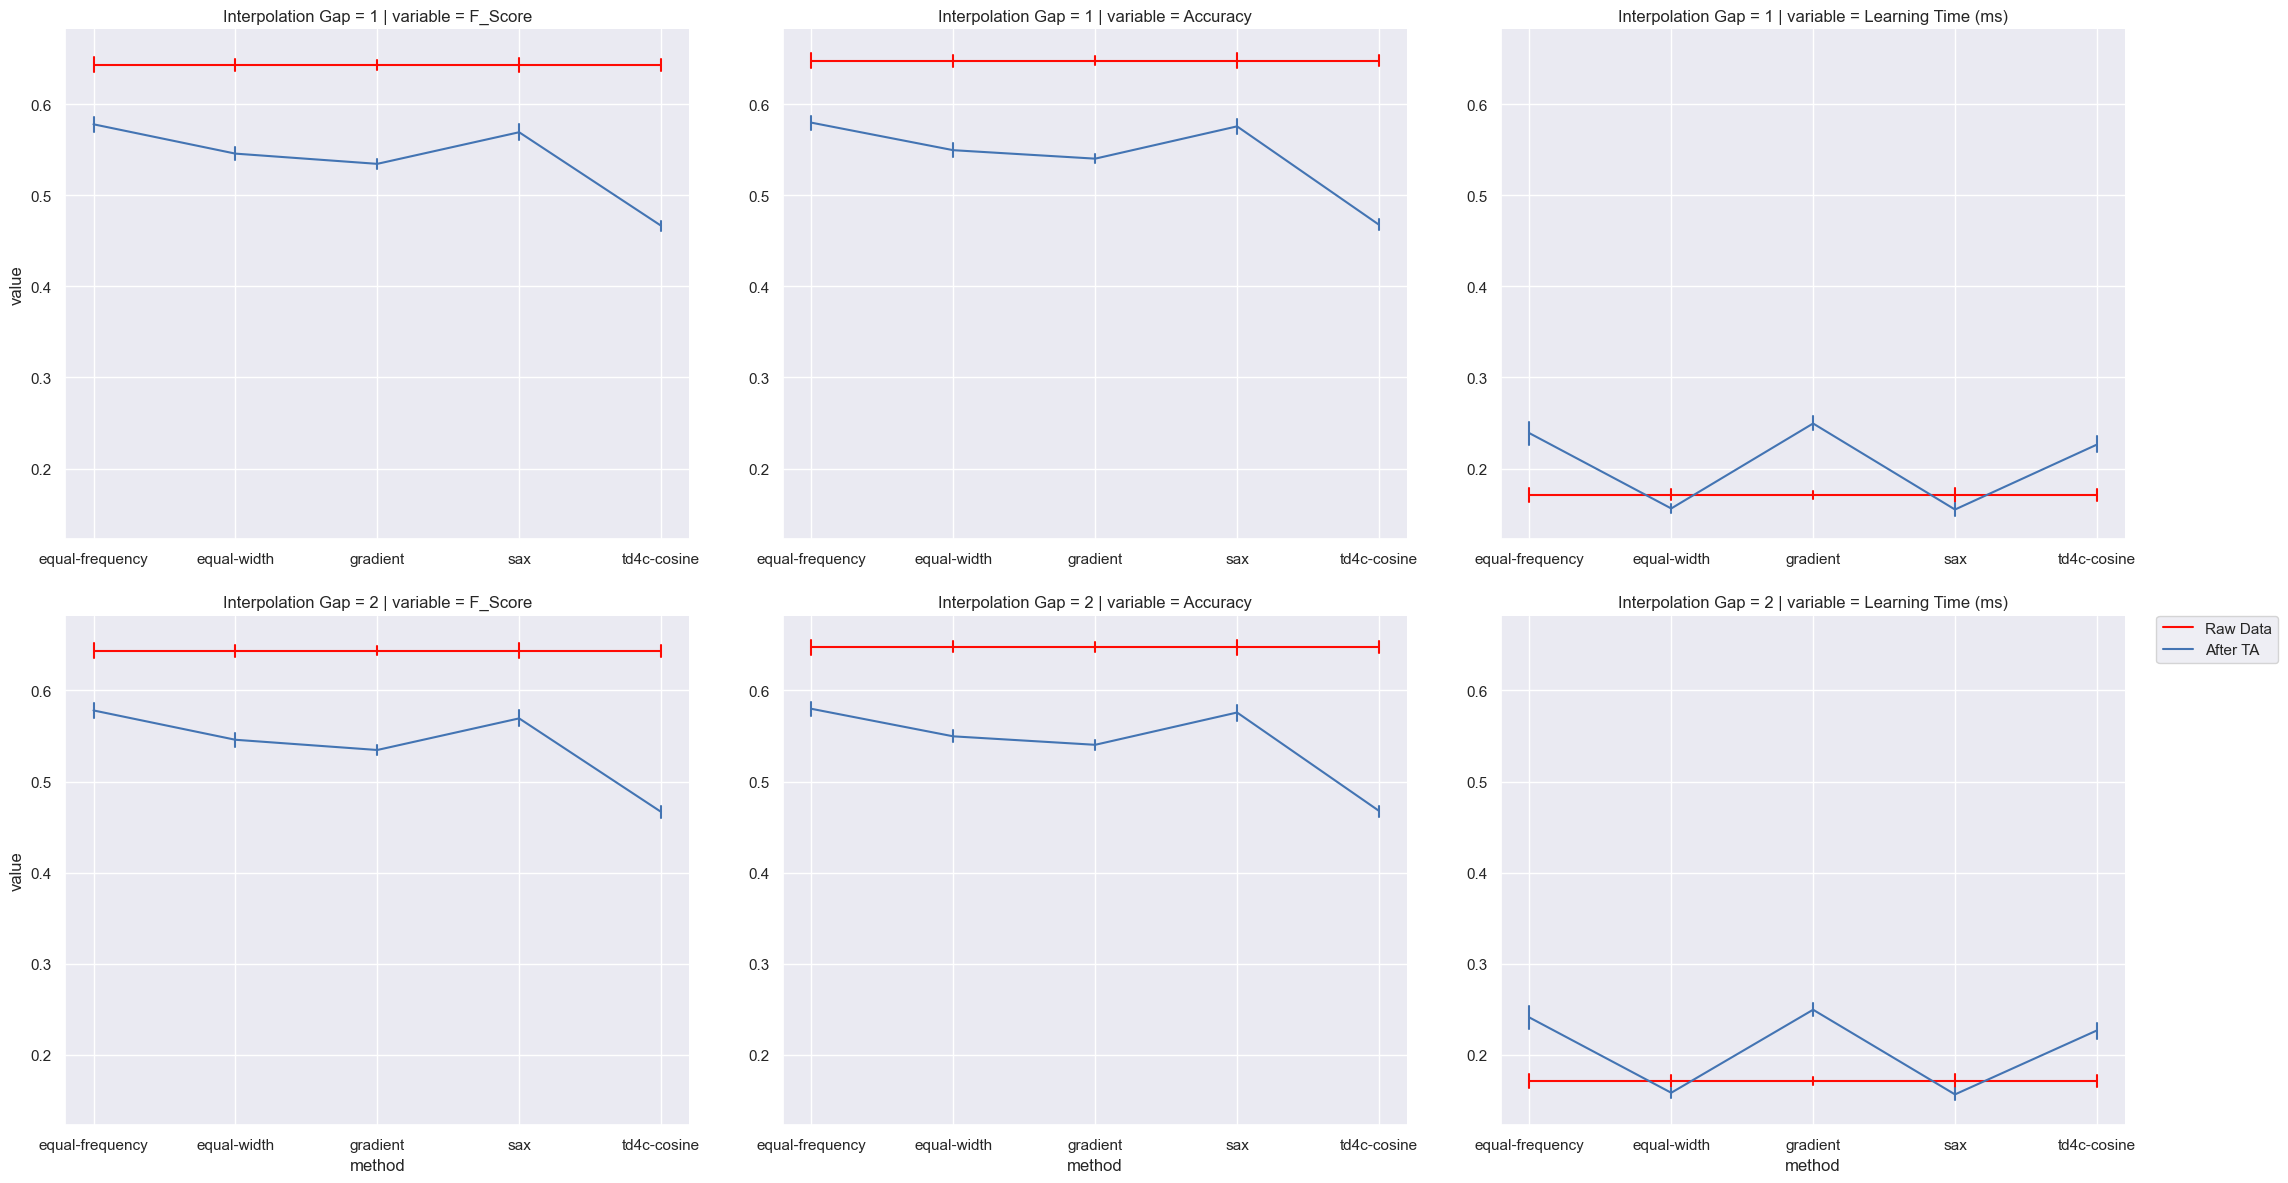 Interpolation Gap = 1 | variable = F_Score
Interpolation Gap = 1 | variable = Accuracy
Interpolation Gap = 1 | variable = Learning Time (ms)
value
0.6
0.5
0.4
0.3
0.2
0.6
0.5
0.4
0.3
0.2
0.6
0.5
0.4
0.3
0.2
equal-frequency equal-width gradient sax td4c-cosine
equal-frequency equal-width gradient sax td4c-cosine
equal-frequency equal-width gradient sax td4c-cosine
Interpolation Gap = 2 | variable = F_Score
Interpolation Gap = 2 | variable = Accuracy
Interpolation Gap = 2 | variable = Learning Time (ms)
Raw Data
After TA
value
0.6
0.5
0.4
0.3
0.2
0.6
0.5
0.4
0.3
0.2
0.6
0.5
0.4
0.3
0.2
equal-frequency equal-width gradient sax td4c-cosine
equal-frequency equal-width gradient sax td4c-cosine
equal-frequency equal-width gradient sax td4c-cosine
method
method
method